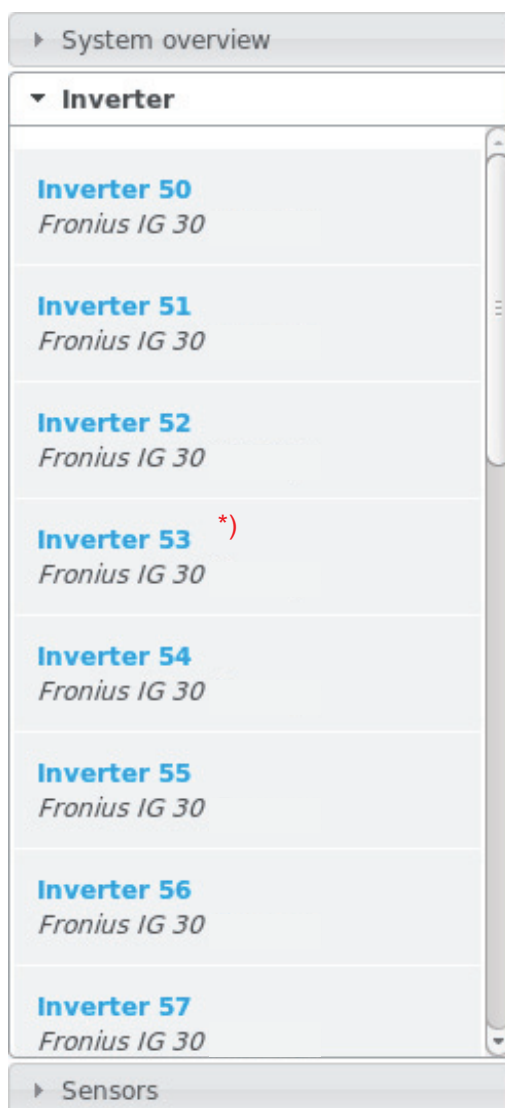 System overview
Inverter
Inverter 50
Fronius IG 30
Inverter 51
Fronius IG 30
Inverter 52
Fronius IG 30
Inverter 53 *)
Fronius IG 30
Inverter 54
Fronius IG 30
Inverter 55
Fronius IG 30
Inverter 56
Fronius IG 30
Inverter 57
Fronius IG 30
Sensors